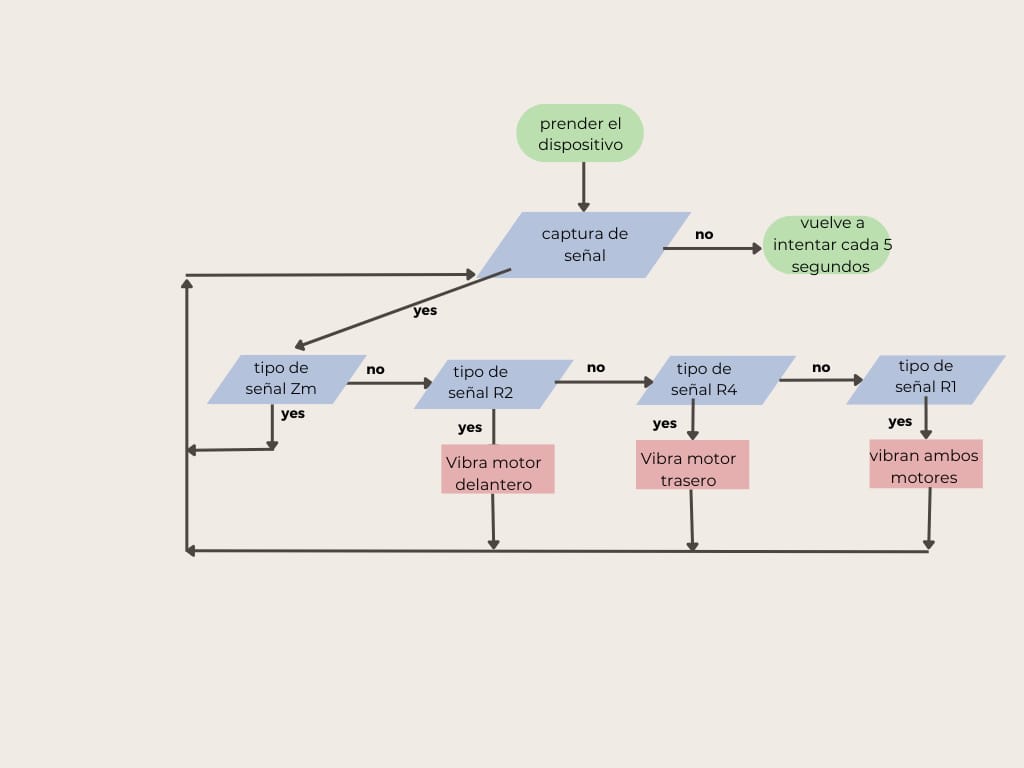 prender el
dispositivo
captura de
señal
no
vuelve a
intentar cada 5
segundos
yes
tipo de
señal Zm
no
tipo de
señal R2
no
tipo de
señal R4
no
tipo de
señal R1
yes
yes
yes
yes
Vibra motor
delantero
Vibra motor
trasero
vibran ambos
motores